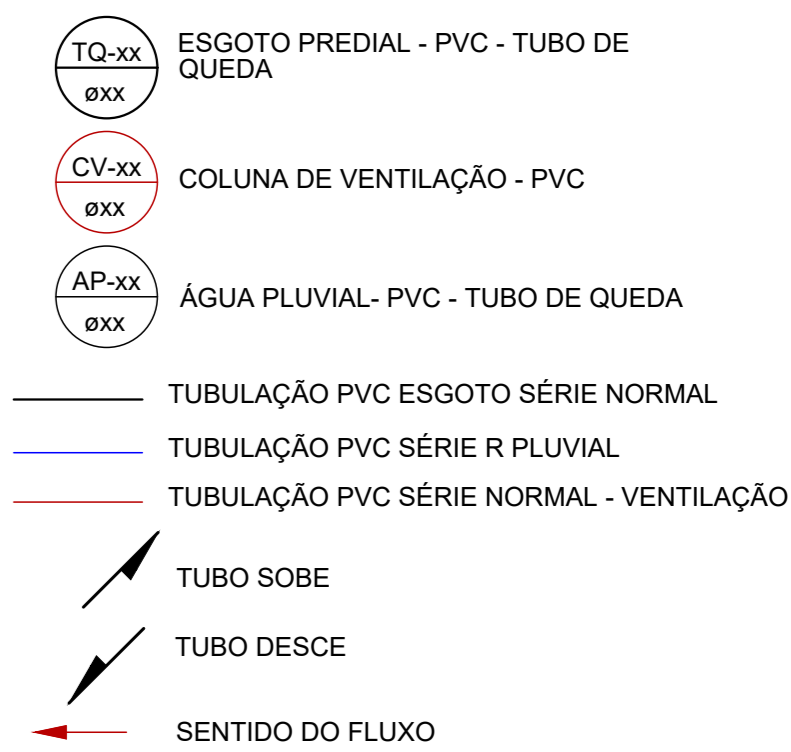 TQ-xx
øxx
ESGOTO PREDIAL - PVC - TUBO DE
QUEDA
CV-xx
øxx
COLUNA DE VENTILAÇÃO - PVC
AP-xx
øxx
ÁGUA PLUVIAL- PVC - TUBO DE QUEDA
TUBULAÇÃO PVC ESGOTO SÉRIE NORMAL
TUBULAÇÃO PVC SÉRIE R PLUVIAL
TUBULAÇÃO PVC SÉRIE NORMAL - VENTILAÇÃO
TUBO SOBE
TUBO DESCE
SENTIDO DO FLUXO